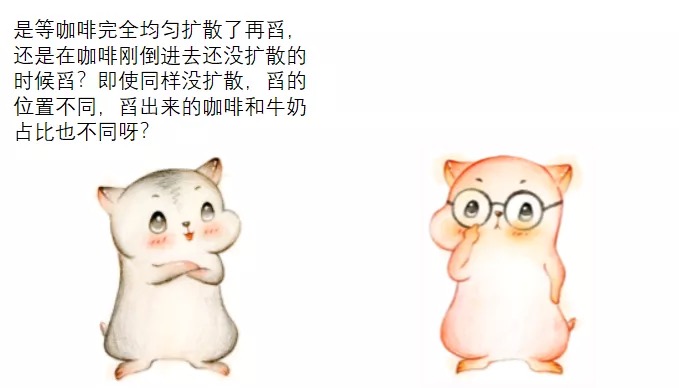 是等咖啡完全均匀扩散了再舀，
还是在咖啡刚倒进去还没扩散的
时候舀？即使同样没扩散，舀的
位置不同，舀出来的咖啡和牛奶
占比也不同呀？